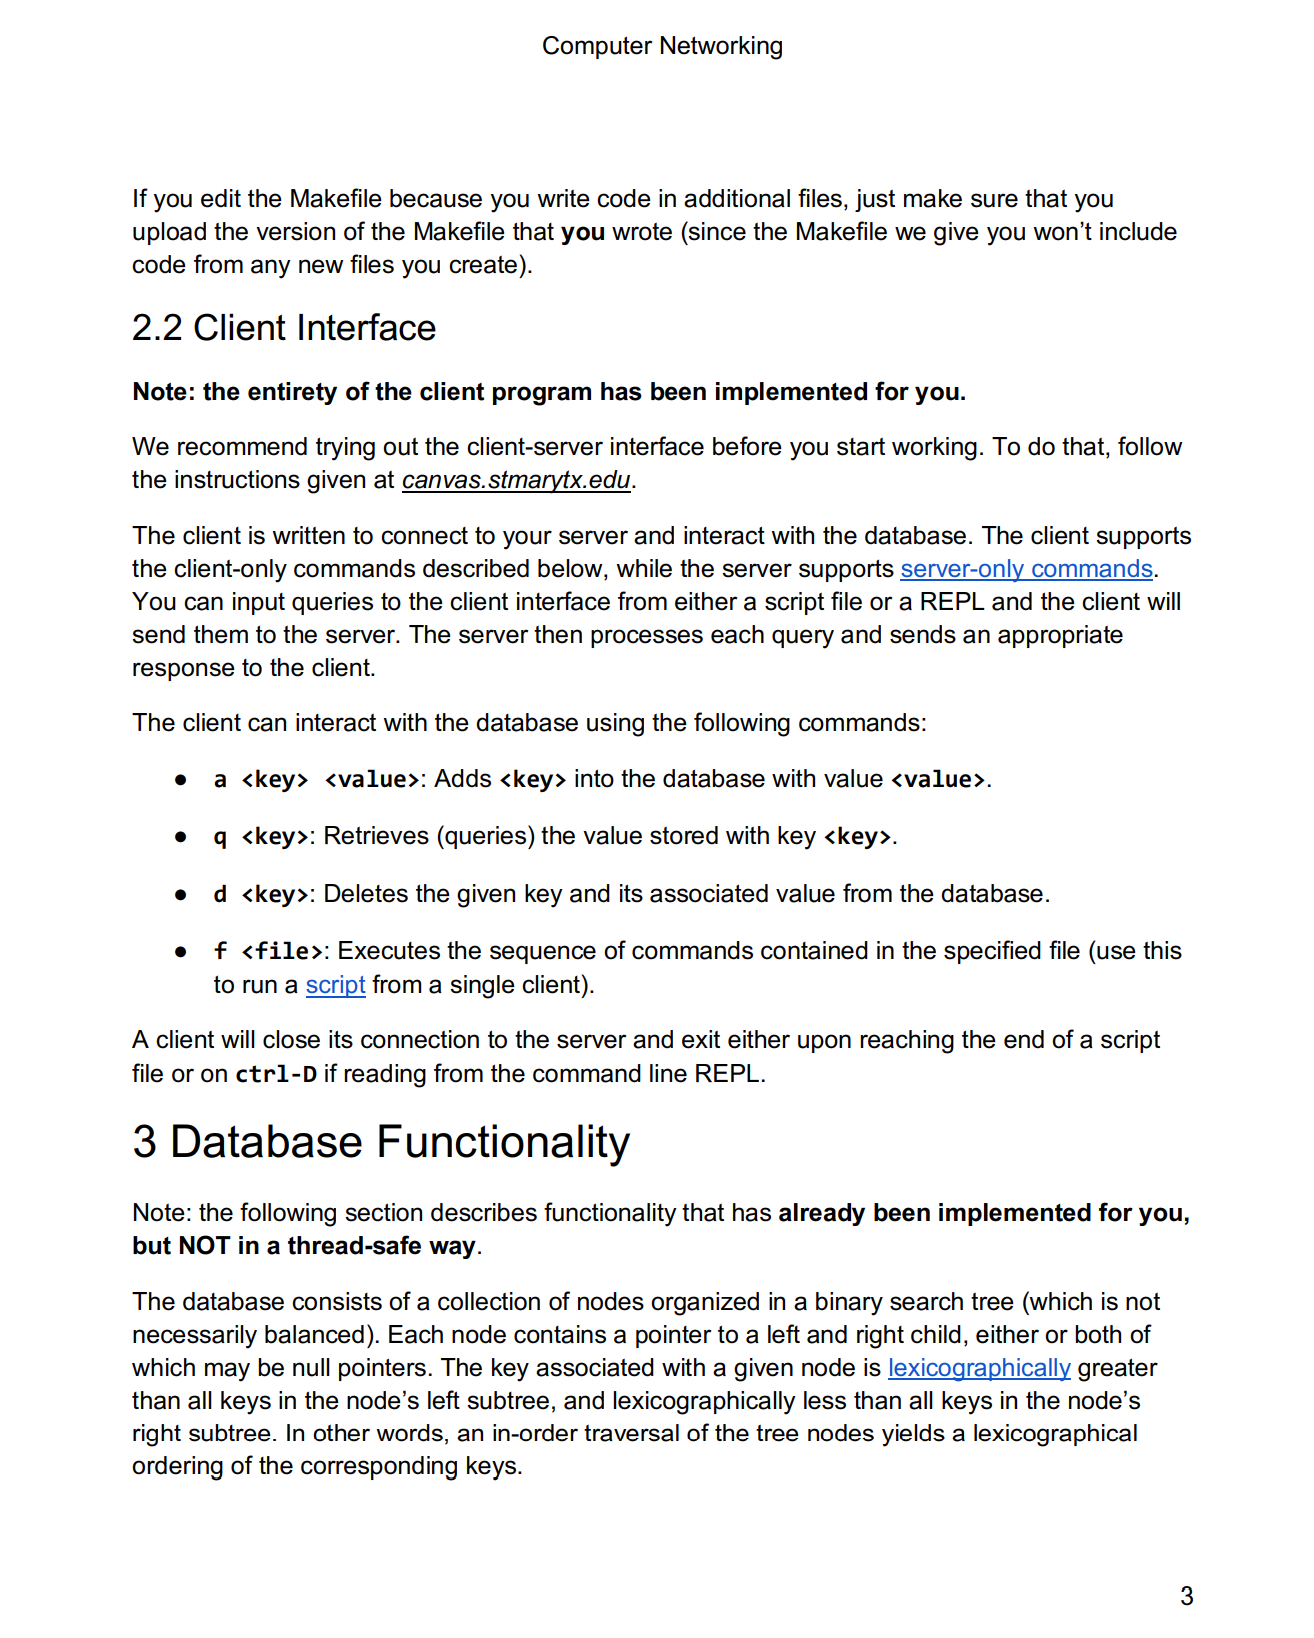 Computer Networking
If you edit the Makefile because you write code in additional files, just make sure that you
upload the version of the Makefile that you wrote (since the Makefile we give you won’t include
code from any new files you create).
2.2 Client Interface
Note: the entirety of the client program has been implemented for you.
We recommend trying out the client-server interface before you start working. To do that, follow
the instructions given at canvas.stmarytx.edu.
The client is written to connect to your server and interact with the database. The client supports
the client-only commands described below, while the server supports server-only commands.
You can input queries to the client interface from either a script file or a REPL and the client will
send them to the server. The server then processes each query and sends an appropriate
response to the client.
The client can interact with the database using the following commands:
● a <key> <value>: Adds <key> into the database with value <value>.
● q <key>: Retrieves (queries) the value stored with key <key>.
● d <key>: Deletes the given key and its associated value from the database.
● f <file>: Executes the sequence of commands contained in the specified file (use this
to run a script from a single client).
A client will close its connection to the server and exit either upon reaching the end of a script
file or on ctrl-D if reading from the command line REPL.
3 Database Functionality
Note: the following section describes functionality that has already been implemented for you,
but NOT in a thread-safe way.
The database consists of a collection of nodes organized in a binary search tree (which is not
necessarily balanced). Each node contains a pointer to a left and right child, either or both of
which may be null pointers. The key associated with a given node is lexicographically greater
than all keys in the node’s left subtree, and lexicographically less than all keys in the node’s
right subtree. In other words, an in-order traversal of the tree nodes yields a lexicographical
ordering of the corresponding keys.
3